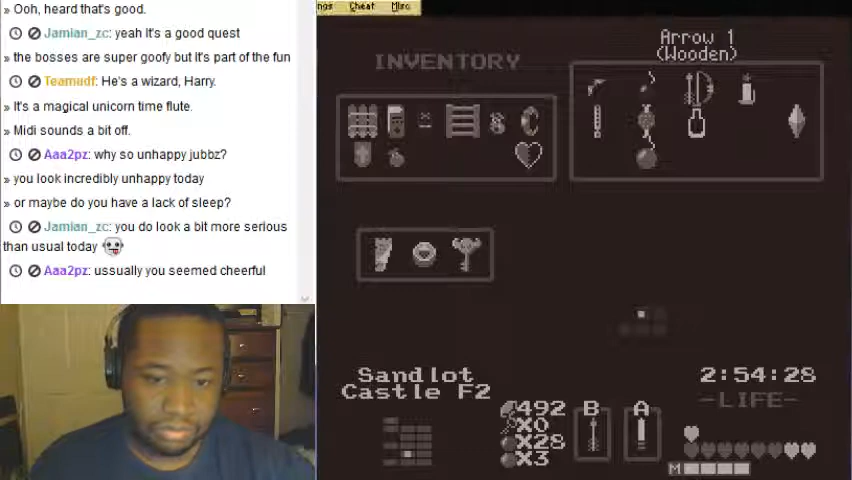 » Ooh, heard that's good.
Jamian_zc: yeah It's a good quest
» the bosses are super goofy but It's part of the fun
Teamudf: He's a wizard, Harry.
» It's a magical unicorn time flute.
» Midi sounds a bit off.
Aaa2pz: why so unhappy jubbz?
» you look incredibly unhappy today
» or maybe do you have a lack of sleep?
Jamian_zc: you do look a bit more serious
than usual today
Aaa2pz: ussually you seemed cheerful
ngs Cheat Misc
INVENTORY
Arrow 1
(Wooden)
Sandlot
Castle F2
492
X0
X28
X3
B
A
2:54:28
-LIFE-
M